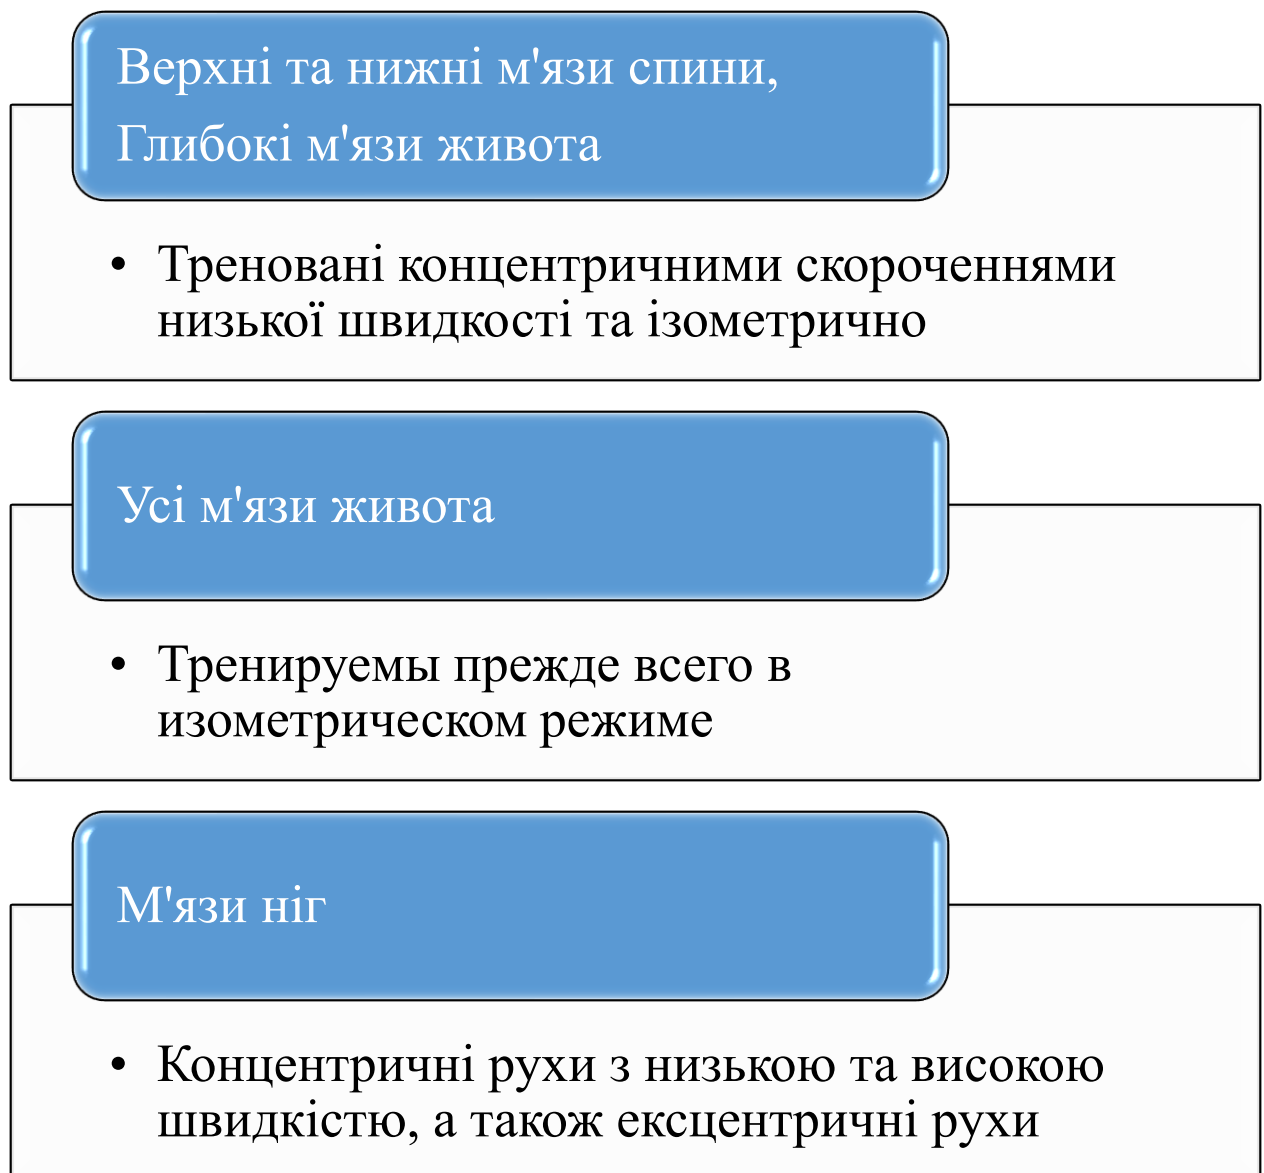 Верхні та нижні м'язи спини,
Глибокі м'язи живота
• Треновані концентричними скороченнями
низької швидкості та ізометрично
Усі м'язи живота
• Тренируемы прежде всего в
изометрическом режиме
М'язи ніг
• Концентричні рухи з низькою та високою
швидкістю, а також ексцентричні рухи